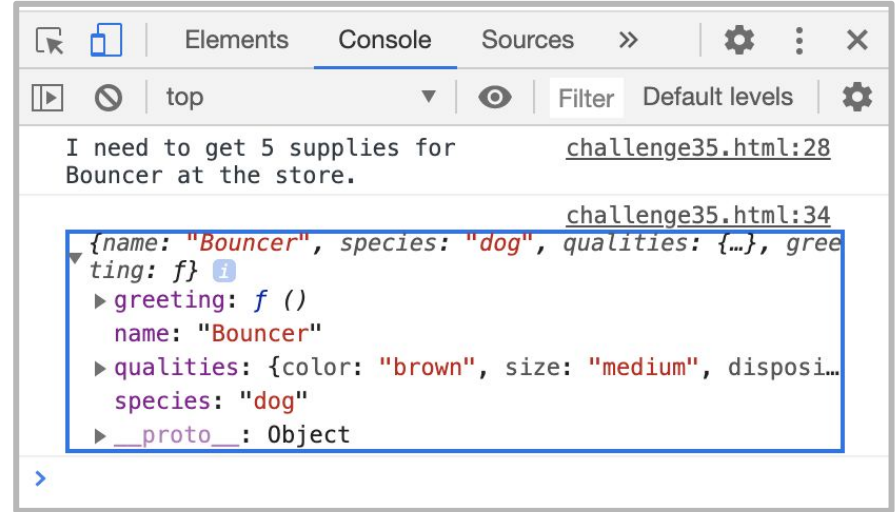 Elements Console Sources »
top Filter Default levels
I need to get 5 supplies for challenge35.html:28
Bouncer at the store.
challenge35.html:34
{name: "Bouncer", species: "dog", qualities: {…}, gree
ting: ƒ} i
greeting: ƒ ()
name: "Bouncer"
qualities: {color: "brown", size: "medium", disposi…
species: "dog"
__proto__: Object